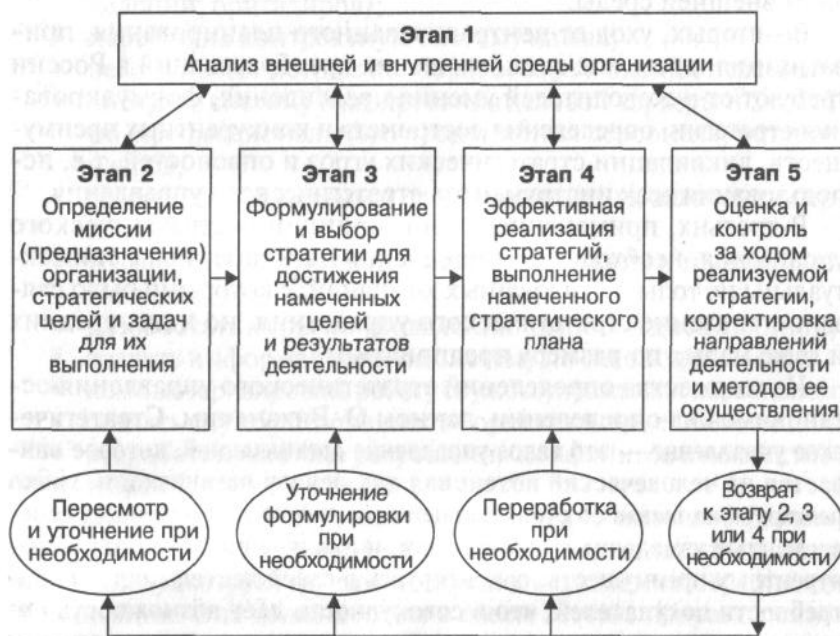 Этап 1
Анализ внешней и внутренней среды организации
Этап 2
Определение
миссии
(предназначения)
организации,
стратегических
целей и задач
для их
выполнения
Этап 3
Формулирование
и выбор
стратегии для
достижения
намеченных
целей
и результатов
деятельности
Этап 4
Эффективная
реализация
стратегий,
выполнение
намеченного
стратегического
плана
Этап 5
Оценка и
контроль
за ходом
реализуемой
стратегии,
корректировка
направлений
деятельности
и методов ее
осуществления
Пересмотр
и уточнение при
необходимости
Уточнение
формулировки
при
необходимости
Переработка
при
необходимости
Возврат
к этапу 2, 3
или 4 при
необходимости